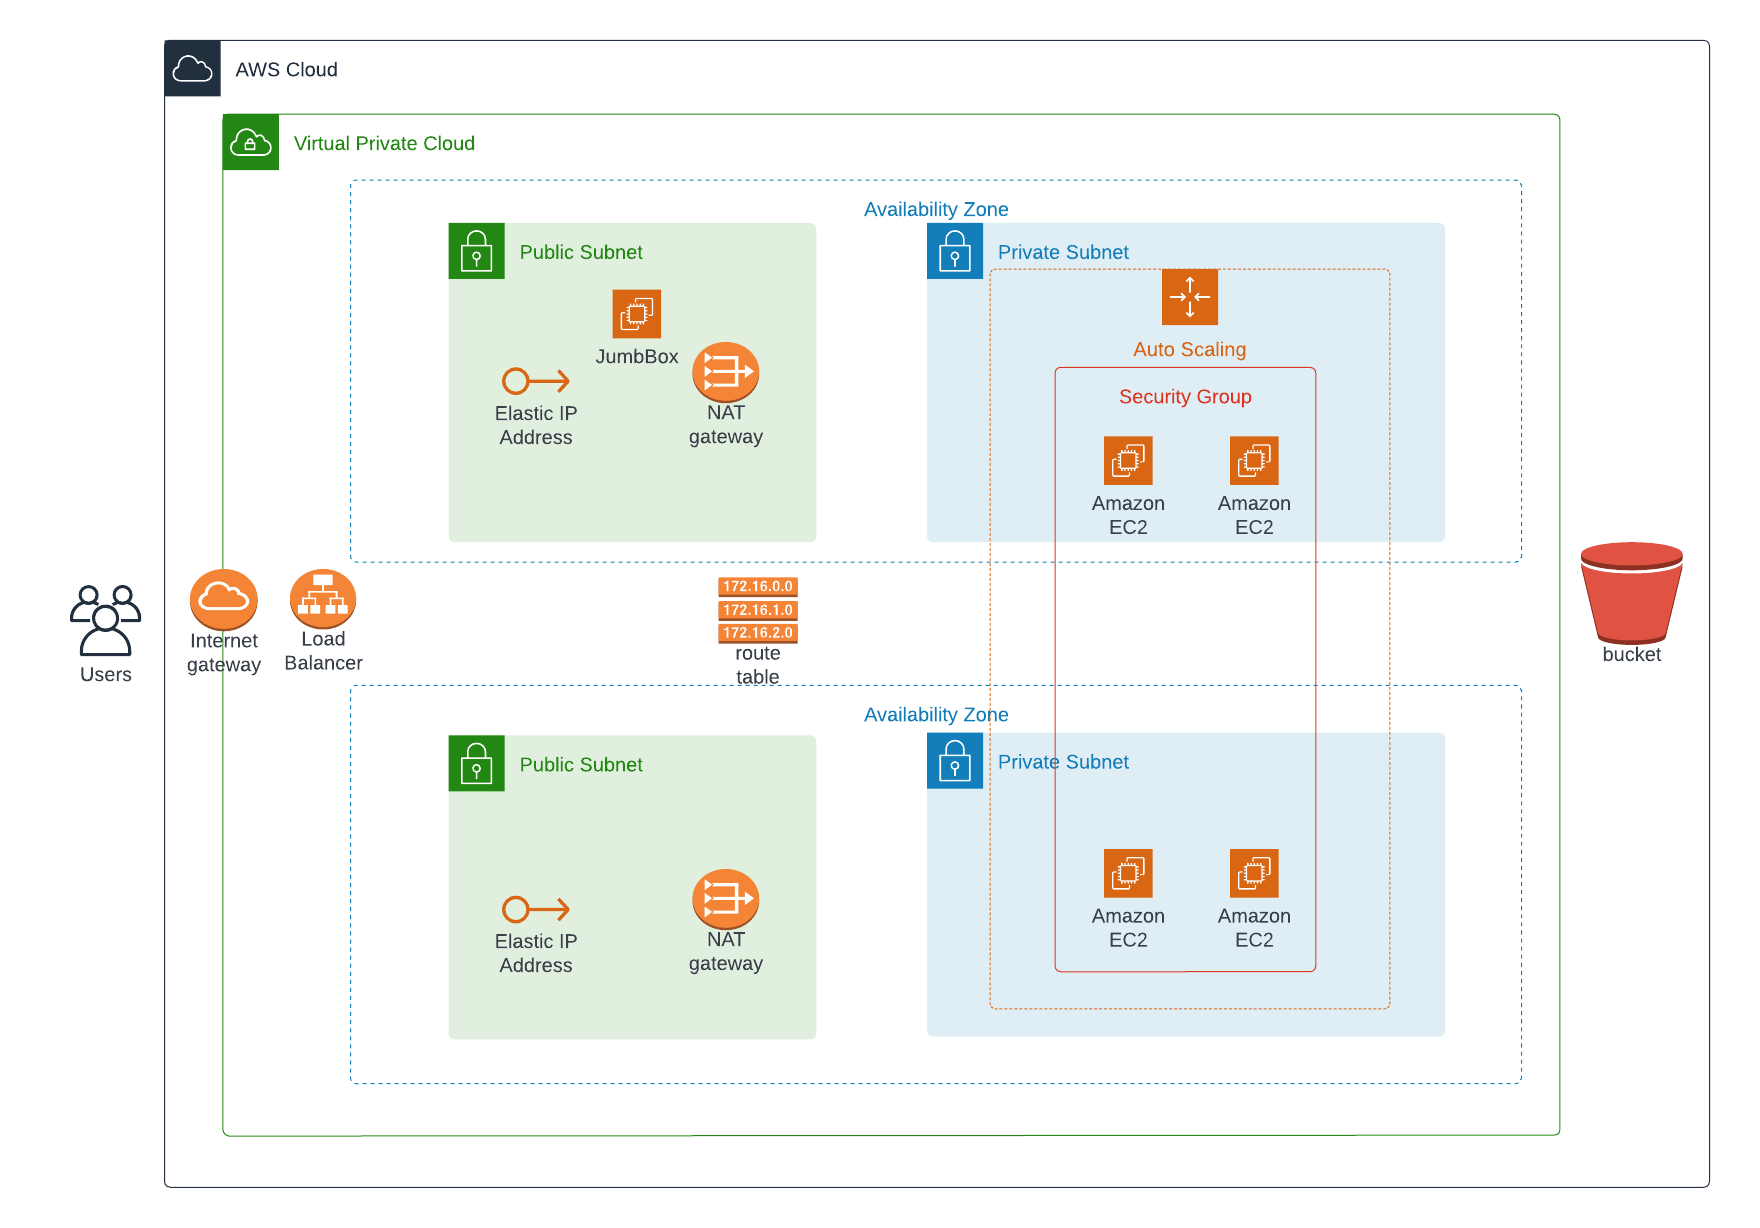 AWS Cloud
Virtual Private Cloud
Availability Zone
Public Subnet
Private Subnet
JumbBox
Auto Scaling
Elastic IP
Address
NAT
gateway
Security Group
Amazon
EC2
Amazon
EC2
Users
Internet
gateway
Load
Balancer
172.16.0.0
172.16.1.0
172.16.2.0
route
table
bucket
Availability Zone
Public Subnet
Private Subnet
Elastic IP
Address
NAT
gateway
Amazon
EC2
Amazon
EC2